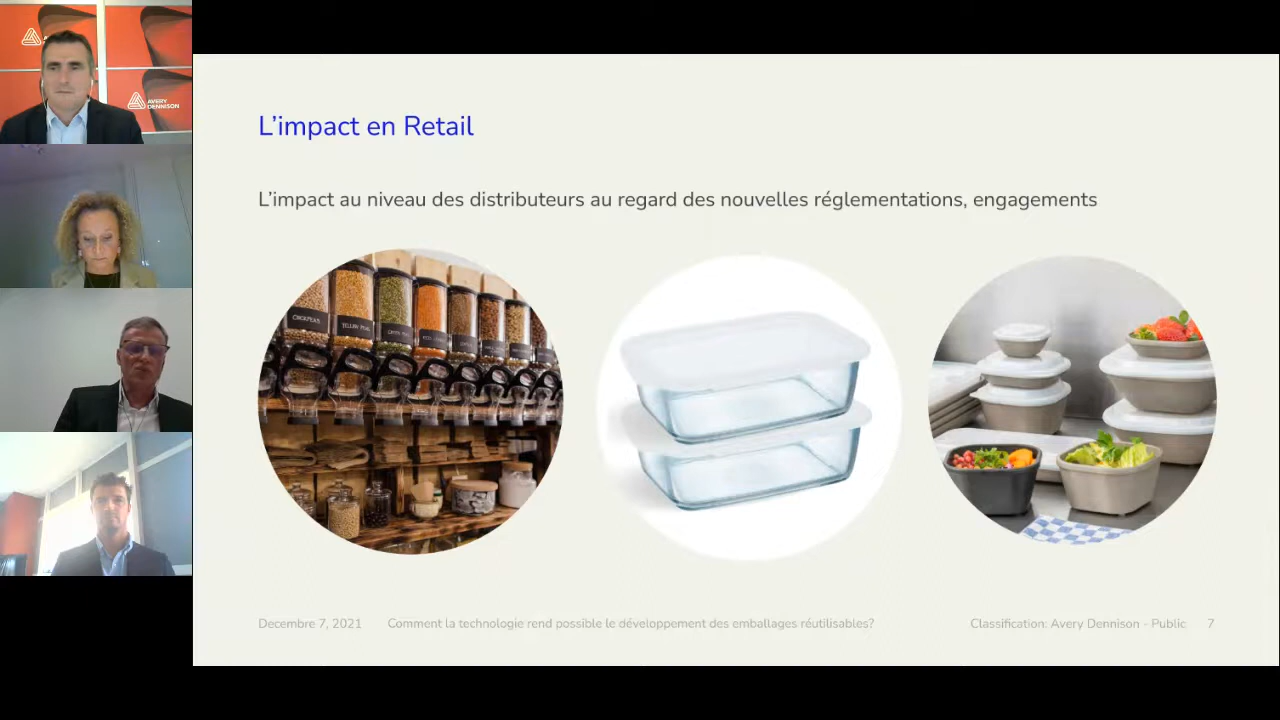 AVERY
DENNISON
L'impact en Retail
L'impact au niveau des distributeurs au regard des nouvelles réglementations, engagements
CHICKPEAS
YELLOW PEAS
Decembre 7, 2021 Comment la technologie rend possible le développement des emballages réutilisables? Classification: Avery Dennison - Public 7